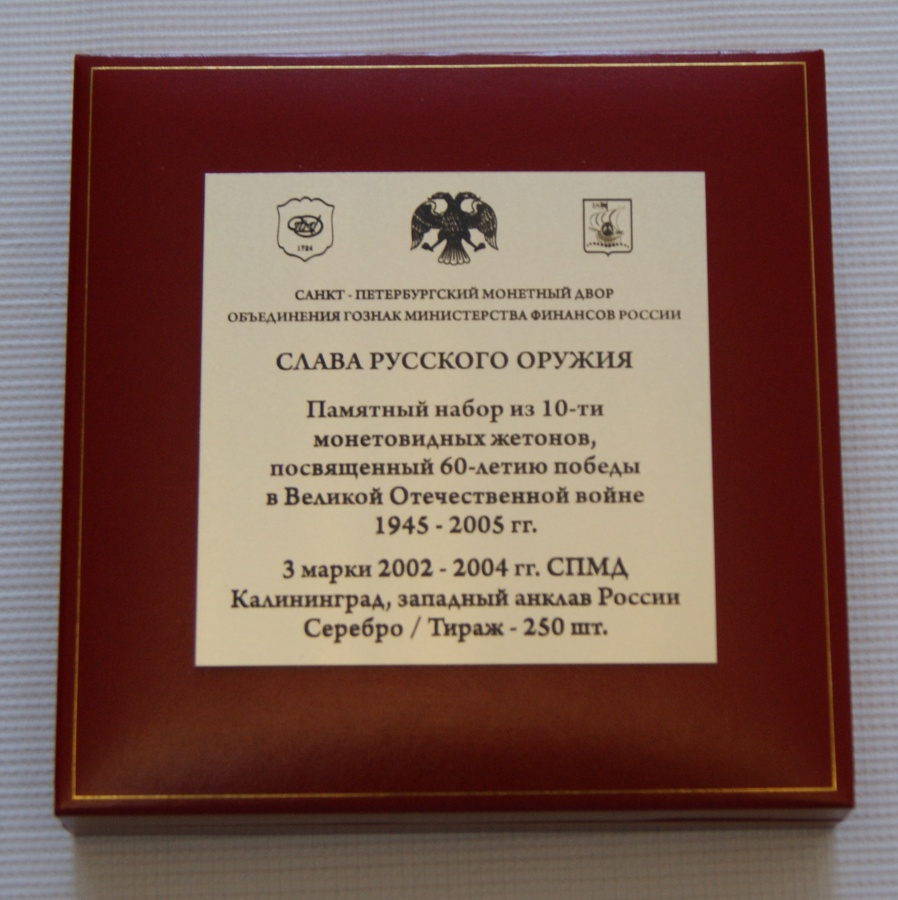 1724
САНКТ - ПЕТЕРБУРГСКИЙ МОНЕТНЫЙ ДВОР
ОБЪЕДИНЕНИЯ ГОЗНАК МИНИСТЕРСТВА ФИНАНСОВ РОССИИ
СЛАВА РУССКОГО ОРУЖИЯ
Памятный набор из 10-ти
монетовидных жетонов,
посвященный 60-летию победы
в Великой Отечественной войне
1945 - 2005 гг.
3 марки 2002 - 2004 гг. СПМД
Калининград, западный анклав России
Серебро / Тираж - 250 шт.